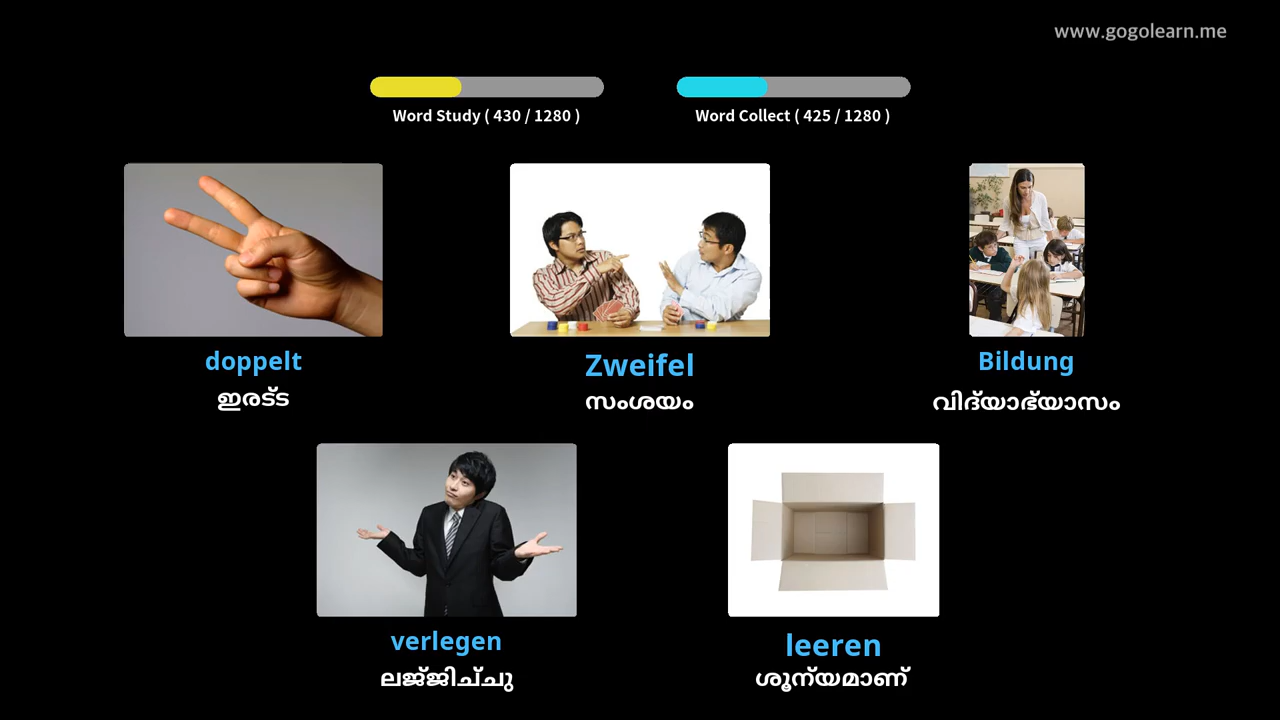 www.gogolearn.me
Word Study ( 430 / 1280 )
Word Collect ( 425 / 1280 )
doppelt
ഇരട്ട
Zweifel
സംശയം
Bildung
വിദ്യാഭ്യാസം
verlegen
ലജ്ജിച്ചു
leeren
ശൂന്യമാണ്